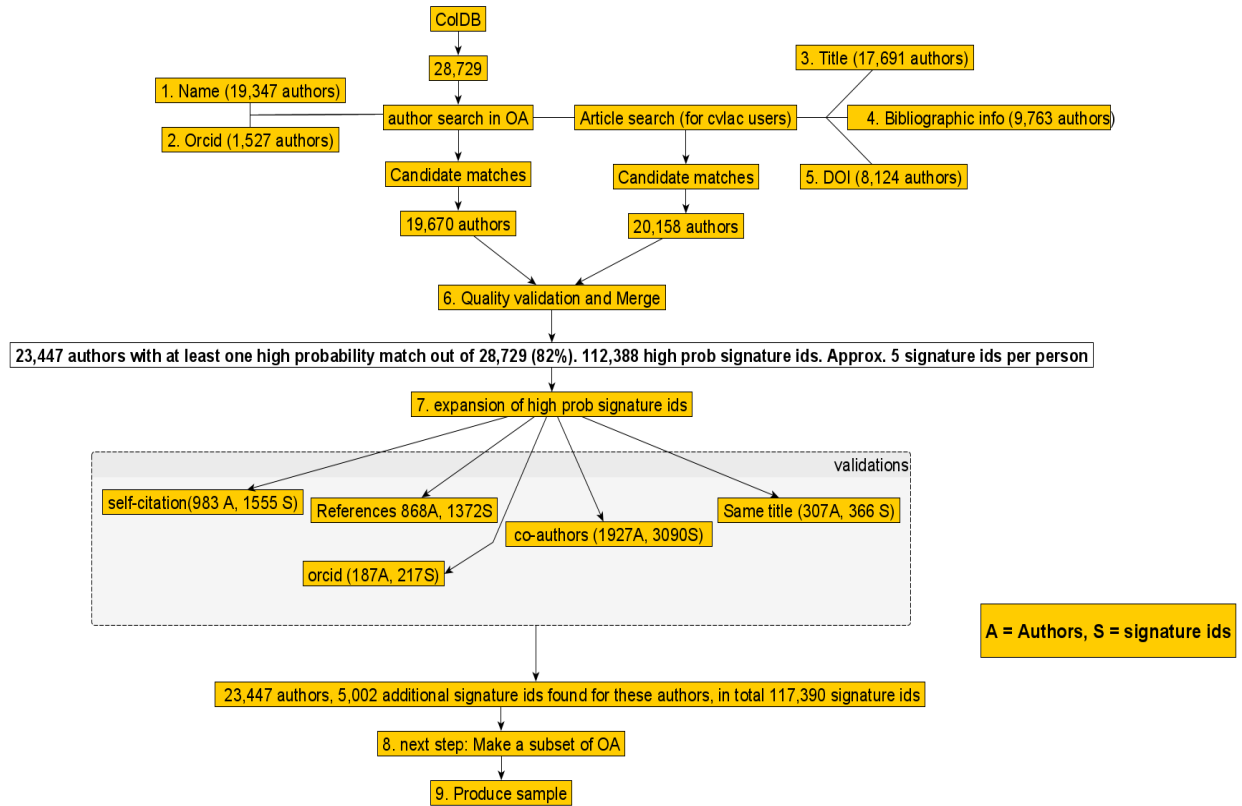 ColDB
28,729
1. Name (19,347 authors)
2. Orcid (1,527 authors)
author search in OA
Article search (for cvlac users)
3. Title (17,691 authors)
4. Bibliographic info (9,763 authors)
5. DOI (8,124 authors)
Candidate matches
Candidate matches
19,670 authors
20,158 authors
6. Quality validation and Merge
23,447 authors with at least one high probability match out of 28,729 (82%). 112,388 high prob signature ids. Approx. 5 signature ids per person
7. expansion of high prob signature ids
validations
self-citation(983 A, 1555 S)
References 868A, 1372S
co-authors (1927A, 3090S)
Same title (307A, 366 S)
orcid (187A, 217S)
A = Authors, S = signature ids
23,447 authors, 5,002 additional signature ids found for these authors, in total 117,390 signature ids
8. next step: Make a subset of OA
9. Produce sample